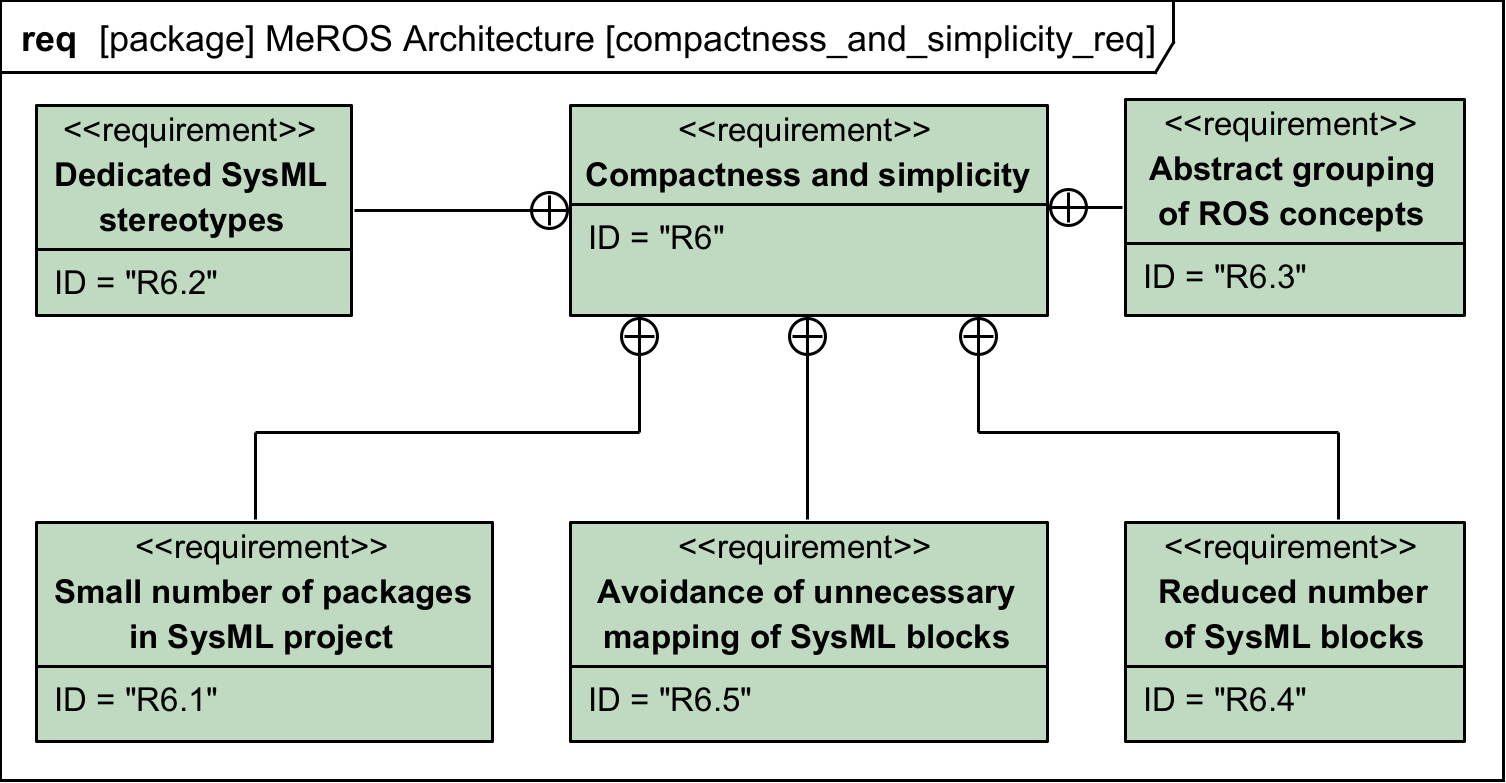 req [package] MeROS Architecture [compactness_and_simplicity_req]
<<requirement>>
Dedicated SysML
stereotypes
ID = "R6.2"
<<requirement>>
Compactness and simplicity
ID = "R6"
<<requirement>>
Abstract grouping
of ROS concepts
ID = "R6.3"
<<requirement>>
Small number of packages
in SysML project
ID = "R6.1"
<<requirement>>
Avoidance of unnecessary
mapping of SysML blocks
ID = "R6.5"
<<requirement>>
Reduced number
of SysML blocks
ID = "R6.4"